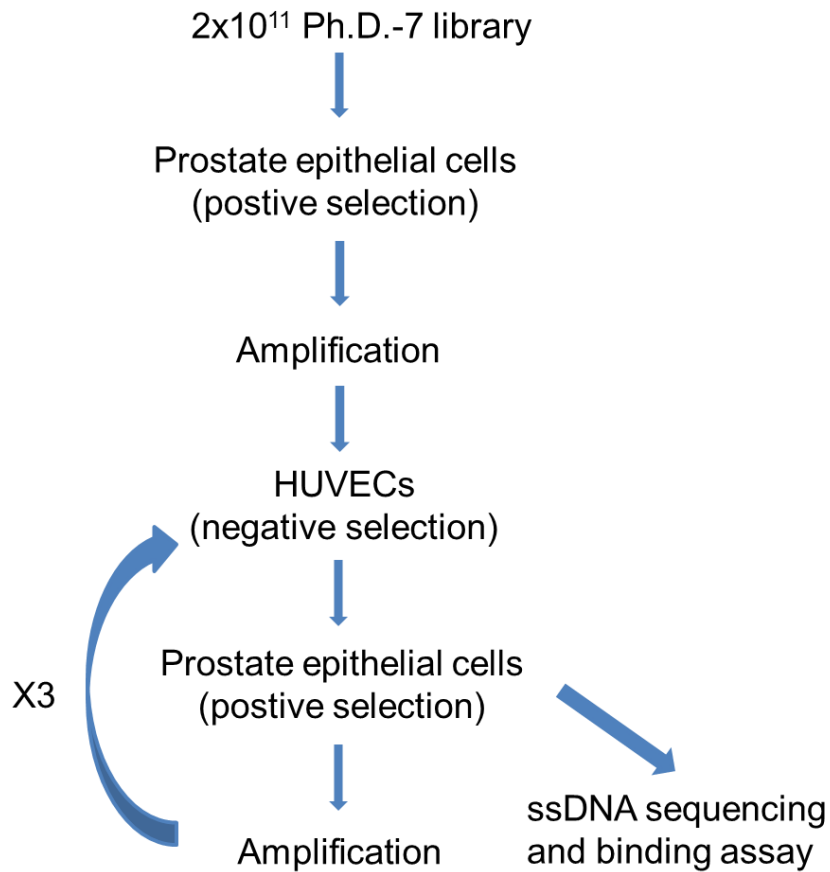 2x10¹¹ Ph.D.-7 library
Prostate epithelial cells
(postive selection)
Amplification
HUVECs
(negative selection)
Prostate epithelial cells
(postive selection)
X3
Amplification
ssDNA sequencing
and binding assay